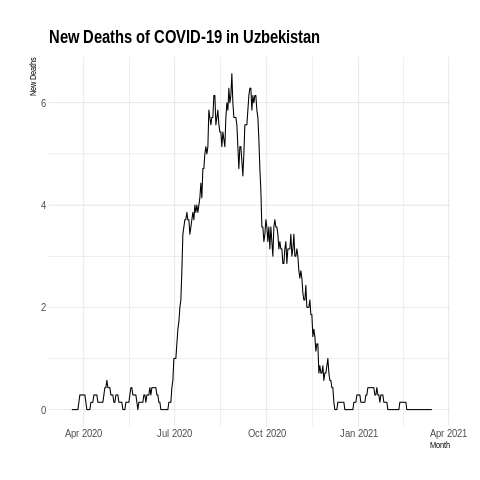 New Deaths of COVID-19 in Uzbekistan
New Deaths
6
4
2
0
Apr 2020
Jul 2020
Oct 2020
Jan 2021
Apr 2021
Month